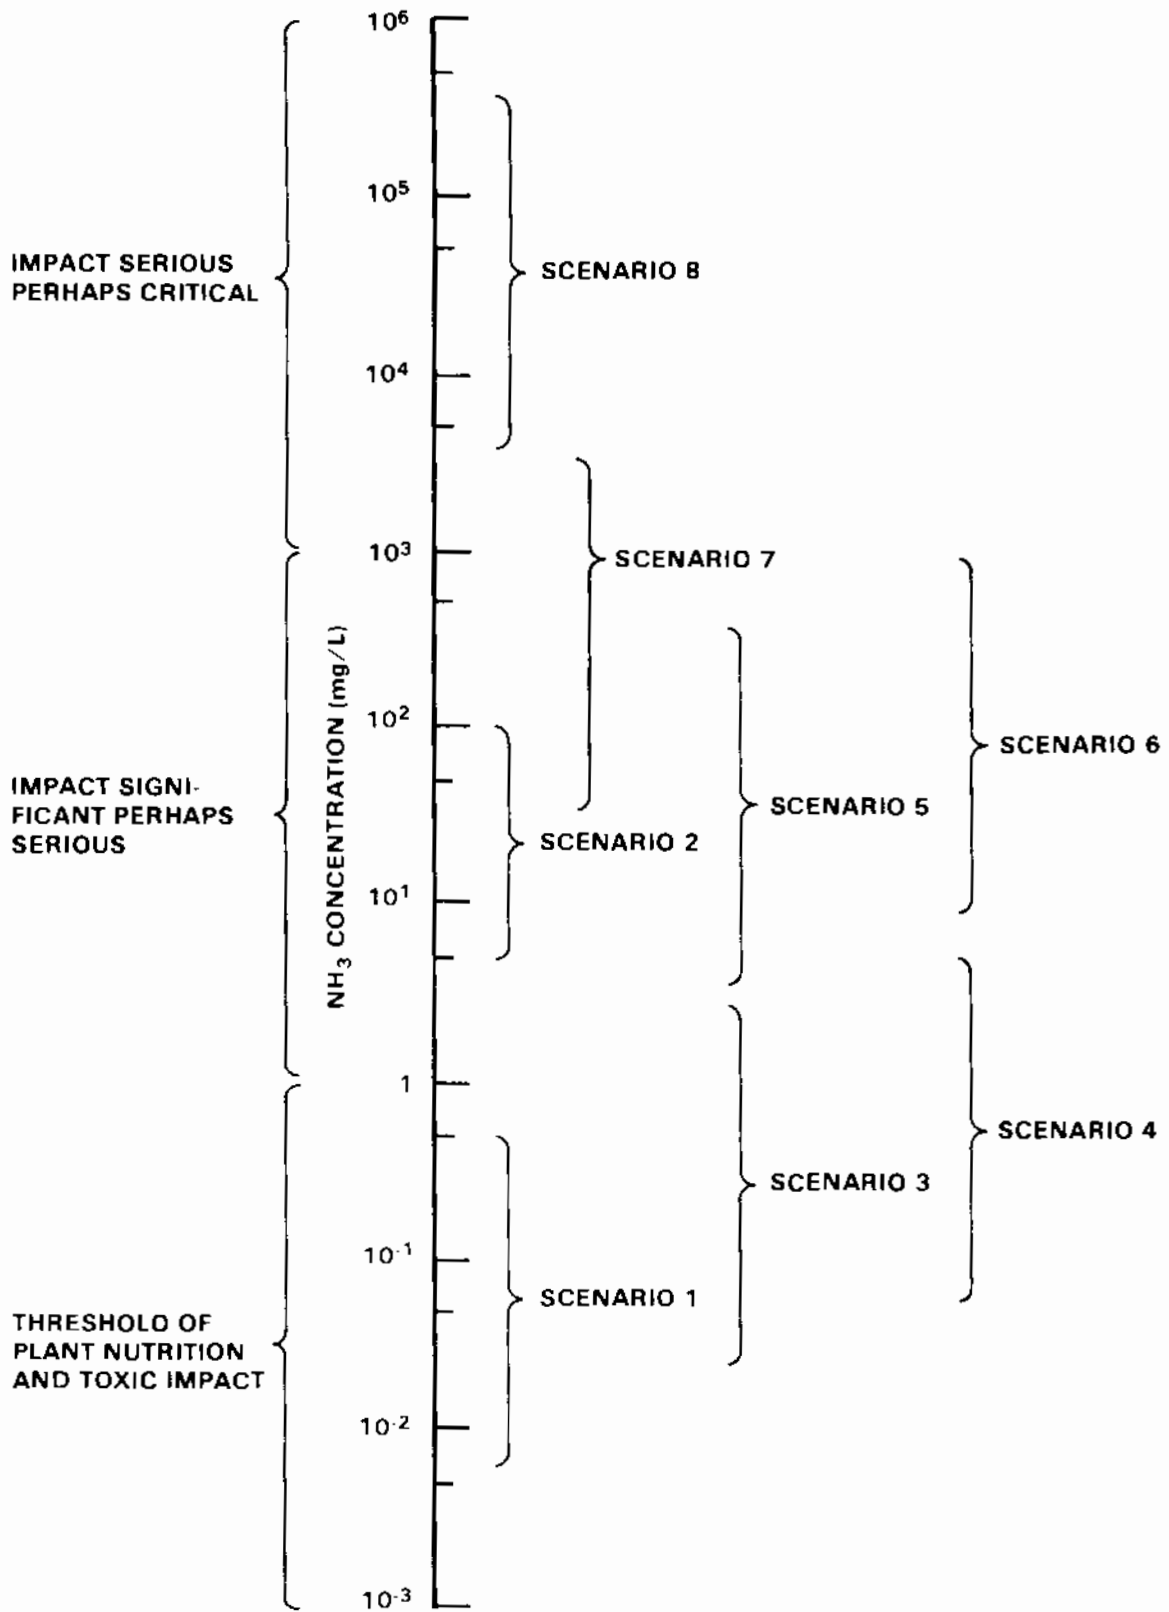 10⁶
10⁵
IMPACT SERIOUS
PERHAPS CRITICAL
SCENARIO 8
10⁴
10³
SCENARIO 7
NH₃ CONCENTRATION (mg/L)
10²
SCENARIO 6
IMPACT SIGNI-
FICANT PERHAPS
SERIOUS
SCENARIO 5
SCENARIO 2
10¹
1
SCENARIO 4
SCENARIO 3
10⁻¹
SCENARIO 1
THRESHOLD OF
PLANT NUTRITION
AND TOXIC IMPACT
10⁻²
10⁻³